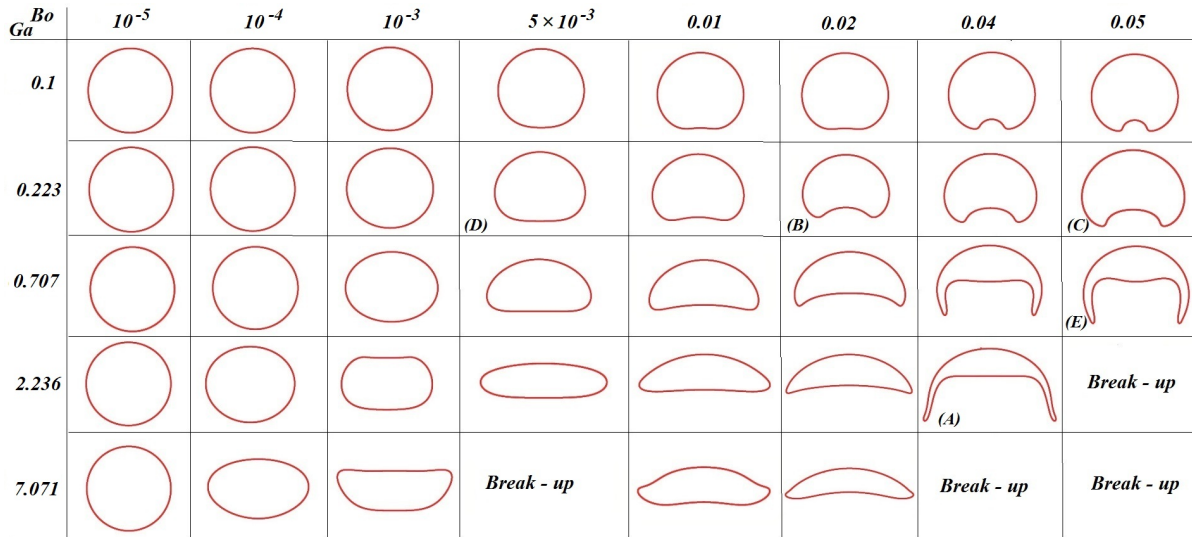 Bo 10⁻⁵ 10⁻⁴ 10⁻³ 5 × 10⁻³ 0.01 0.02 0.04 0.05
Ga
0.1
0.223 (D) (B) (C)
0.707 (E)
2.236 (A) Break - up
7.071 Break - up Break - up Break - up